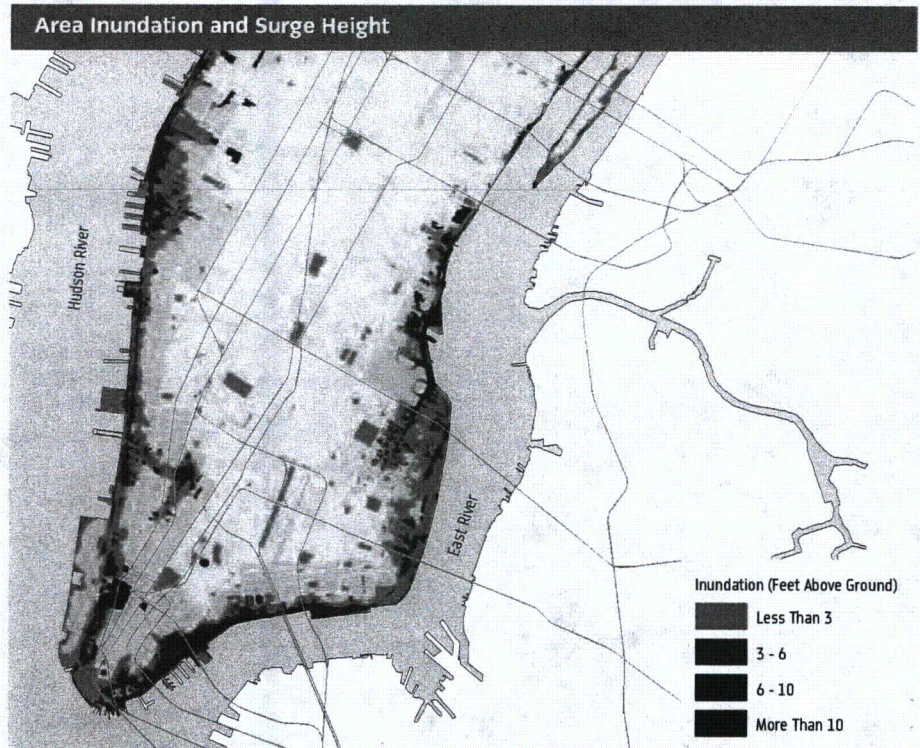 Area Inundation and Surge Height
Hudson River
East River
Inundation (Feet Above Ground)
Less Than 3
3 - 6
6 - 10
More Than 10